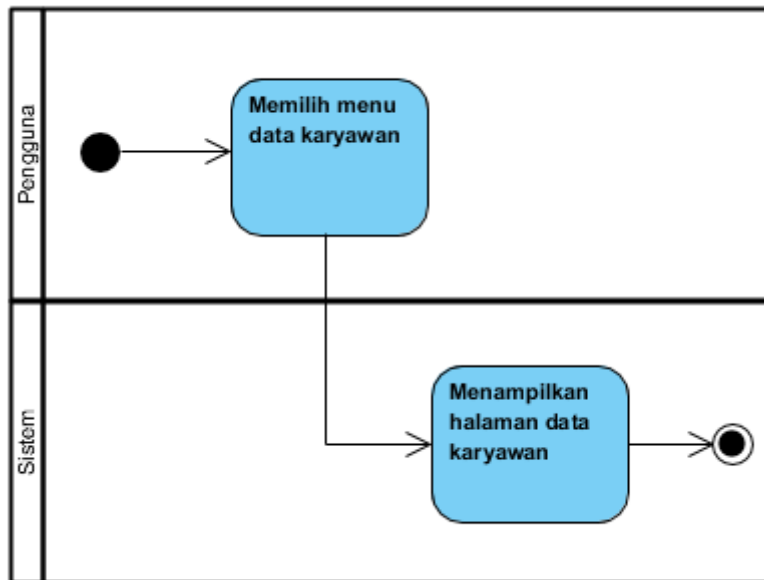 Pengguna
Memilih menu
data karyawan
Sistem
Menampilkan
halaman data
karyawan